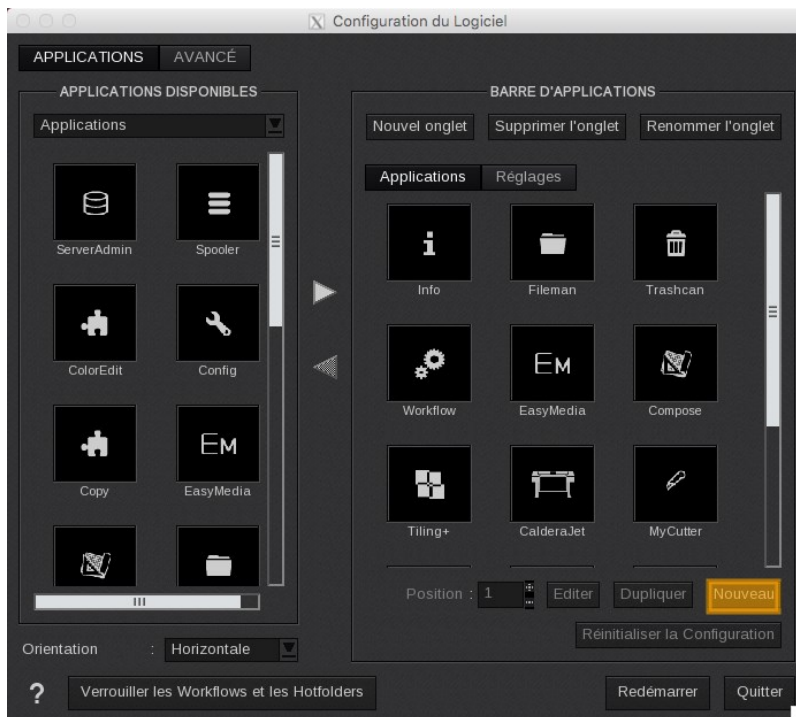 Configuration du Logiciel
APPLICATIONS AVANCÉ
APPLICATIONS DISPONIBLES
Applications
ServerAdmin Spooler
ColorEdit Config
Copy EasyMedia
Orientation : Horizontale
BARRE D'APPLICATIONS
Nouvel onglet Supprimer l'onglet Renommer l'onglet
Applications Réglages
Info Fileman Trashcan
Workflow EasyMedia Compose
Tiling+ CalderaJet MyCutter
Position : 1 Editer Dupliquer Nouveau
Réinitialiser la Configuration
? Verrouiller les Workflows et les Hotfolders Redémarrer Quitter